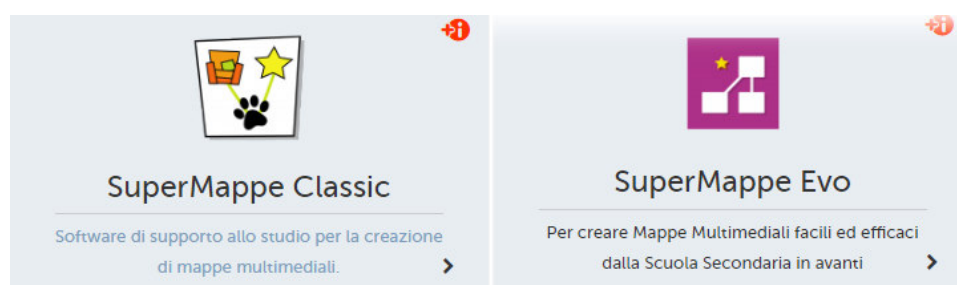 +i
SuperMappe Classic
Software di supporto allo studio per la creazione
di mappe multimediali.
+i
SuperMappe Evo
Per creare Mappe Multimediali facili ed efficaci
dalla Scuola Secondaria in avanti